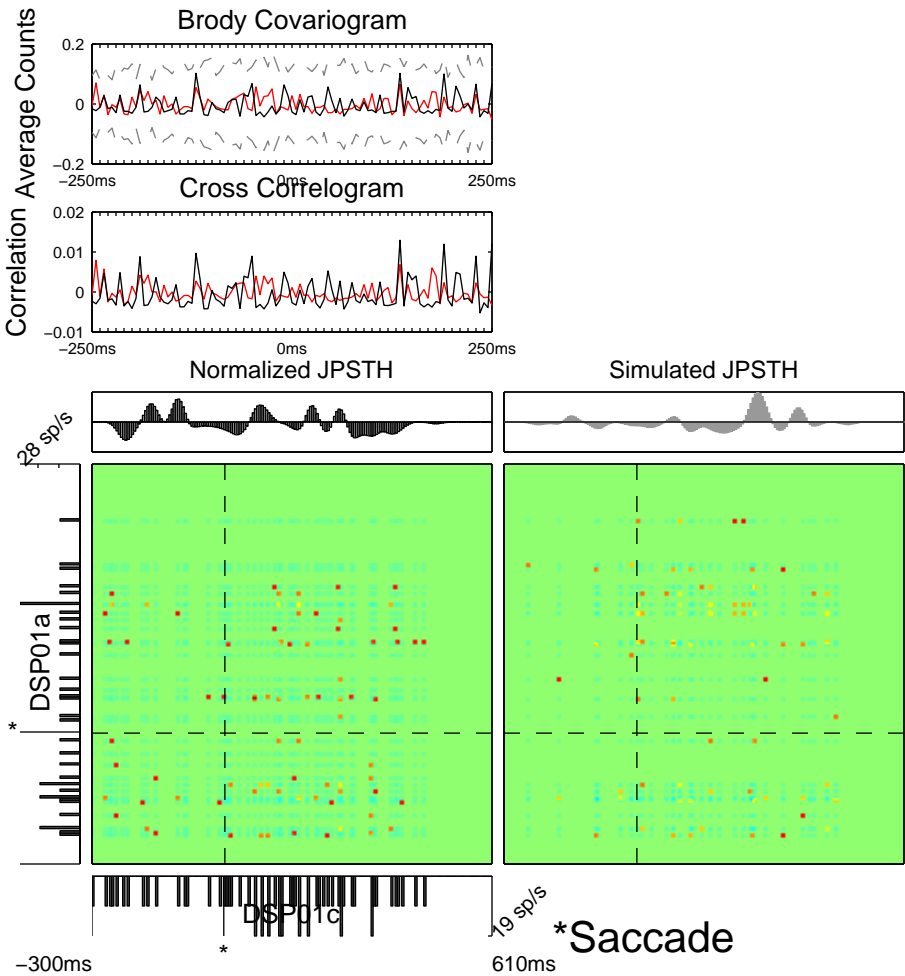 Brody Covariogram
Average Counts
0.2
0
−0.2
−250ms
0ms
250ms
Cross Correlogram
Correlation
0.02
0.01
0
−0.01
−250ms
0ms
250ms
Normalized JPSTH
Simulated JPSTH
28 sp/s
DSP01a
*
DSP01c
*
19 sp/s
*Saccade
−300ms
610ms